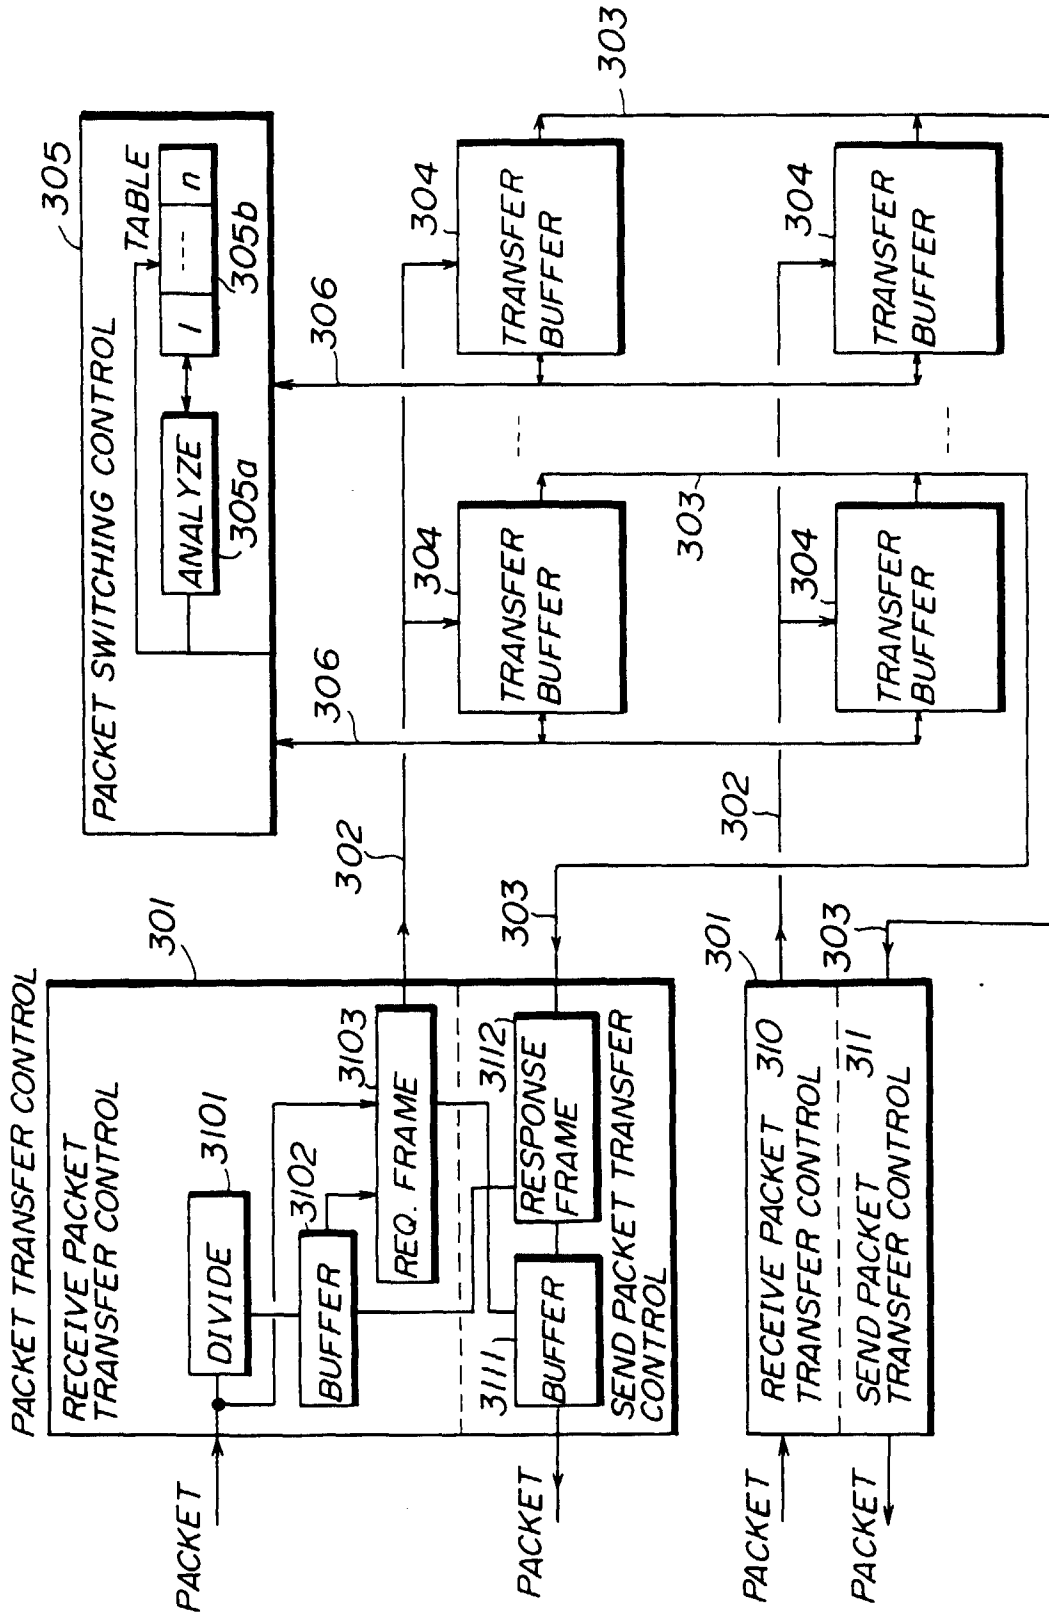 PACKET TRANSFER CONTROL
RECEIVE PACKET
TRANSFER CONTROL
301
PACKET
DIVIDE
3101
BUFFER
3102
REQ. FRAME
3103
PACKET
3111
BUFFER
RESPONSE
FRAME
3112
SEND PACKET TRANSFER
CONTROL
302
303
PACKET SWITCHING CONTROL
305
ANALYZE
305a
TABLE
1
---
n
305b
306
306
304
TRANSFER
BUFFER
---
304
TRANSFER
BUFFER
303
303
PACKET
PACKET
301
RECEIVE PACKET 310
TRANSFER CONTROL
SEND PACKET 311
TRANSFER CONTROL
302
303
304
TRANSFER
BUFFER
---
304
TRANSFER
BUFFER